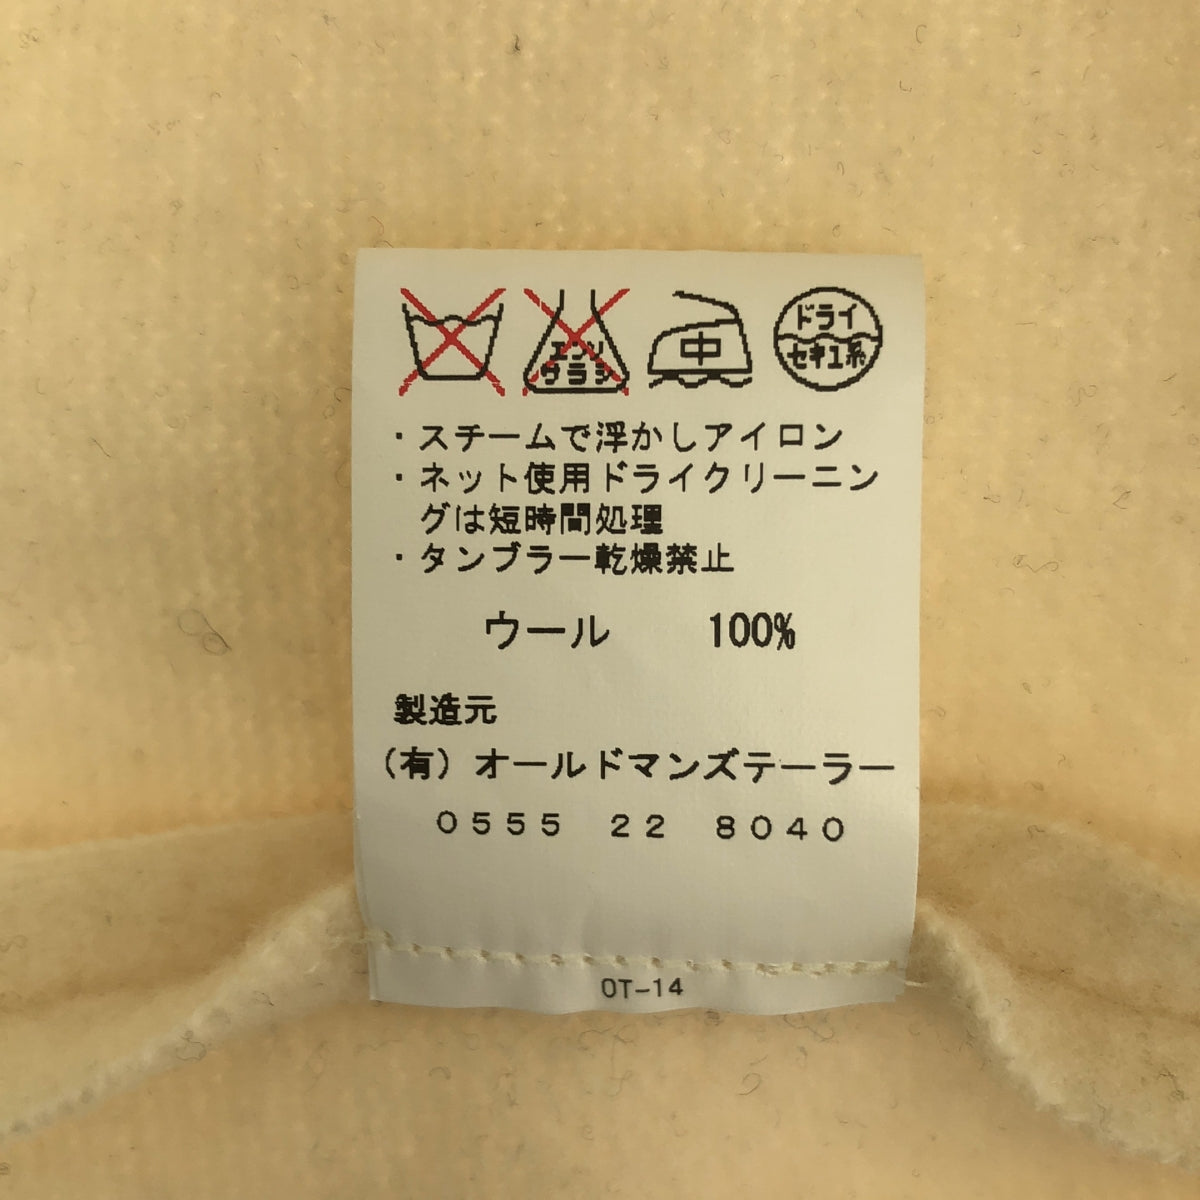 エンソ
サラシ
中
ドライ
セキユ系
・スチームで浮かしアイロン
・ネット使用ドライクリーニン
グは短時間処理
・タンブラー乾燥禁止
ウール 100%
製造元
(有)オールドマンズテーラー
0555 22 8040
OT-14